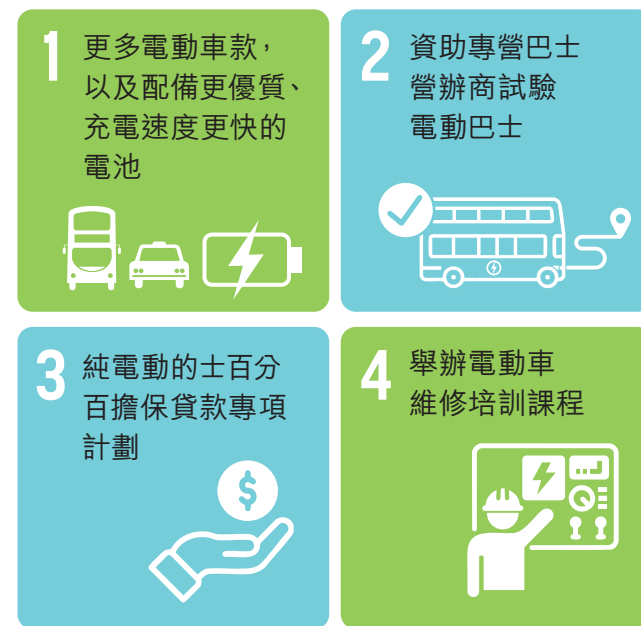 1
更多電動車款，
以及配備更優質、
充電速度更快的
電池
2
資助專營巴士
營辦商試驗
電動巴士
3
純電動的士百分
百擔保貸款專項
計劃
$
4
舉辦電動車
維修培訓課程